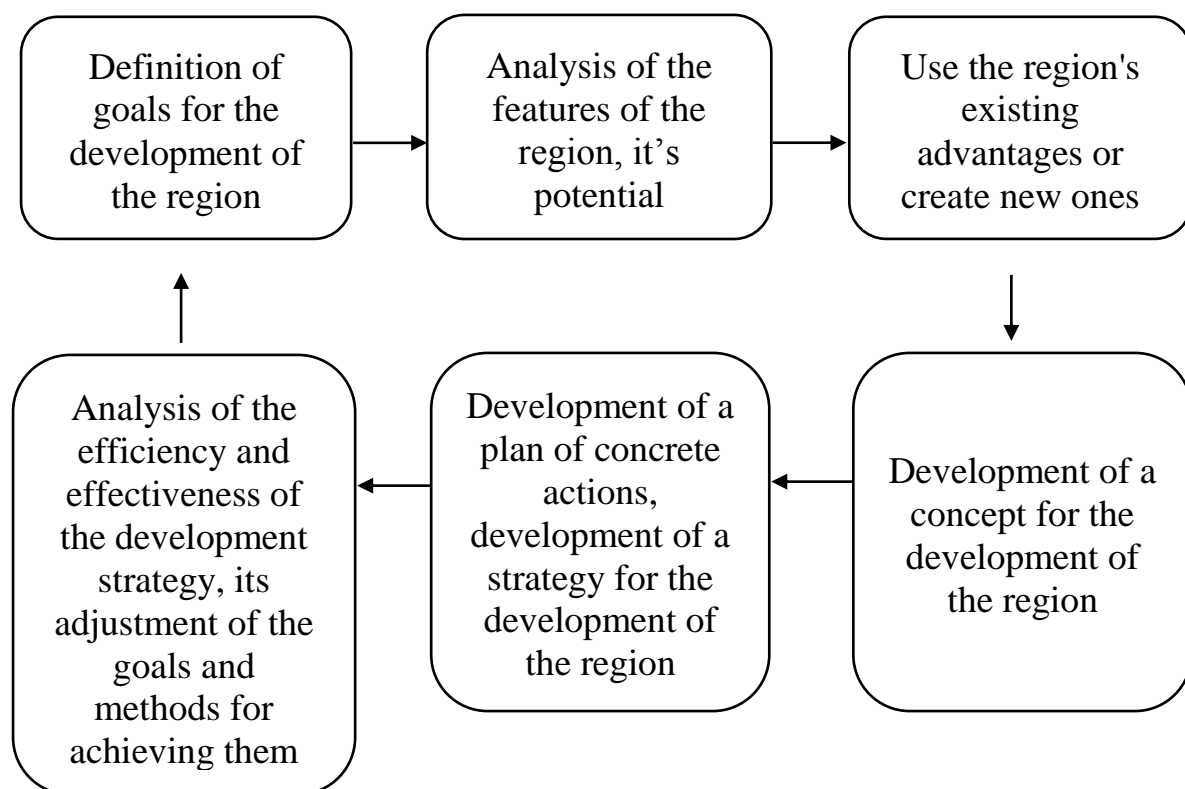 Definition of
goals for the
development of
the region
Analysis of the
features of the
region, it’s
potential
Use the region's
existing
advantages or
create new ones
Development of a
concept for the
development of
the region
Development of a
plan of concrete
actions,
development of a
strategy for the
development of
the region
Analysis of the
efficiency and
effectiveness of
the development
strategy, its
adjustment of the
goals and
methods for
achieving them